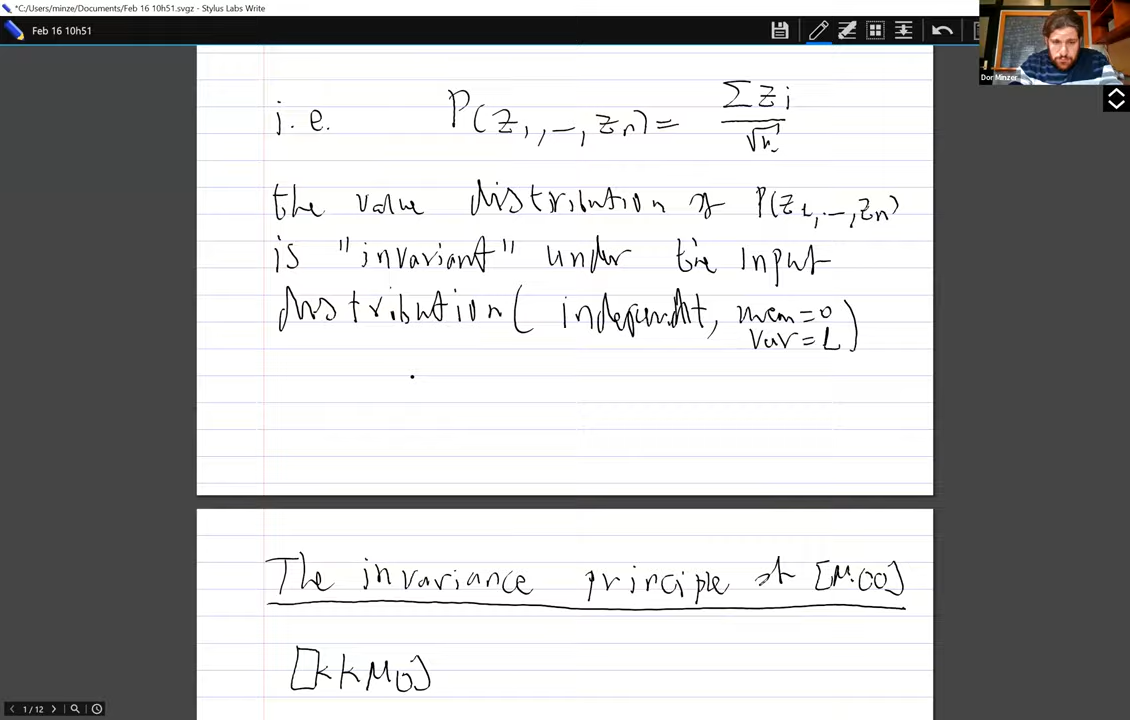 *C:/Users/minze/Documents/Feb 16 10h51.svgz - Stylus Labs Write
Feb 16 10h51
Dor Minzer
i.e. P(z1, –, zn) = Σzi / √n
the value distribution of P(z1, –, zn)
is "invariant" under the input
distribution ( independent, mean = 0
Var = 1 )
The invariance principle of [MOO]
[KKMO]
1 / 12